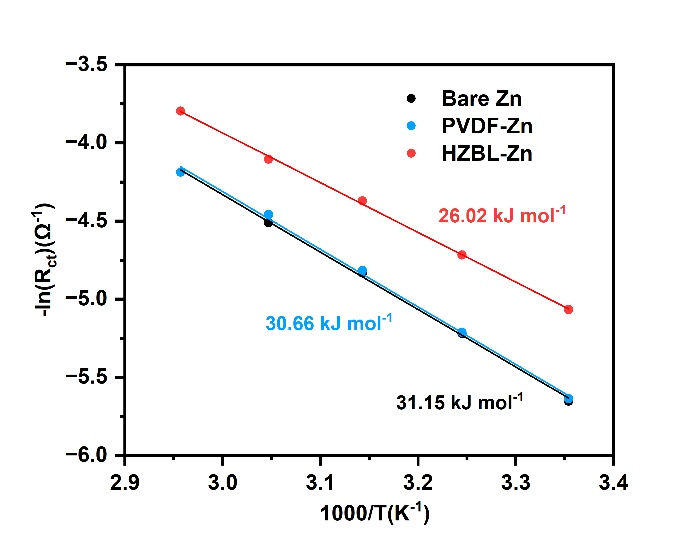 −3.5
−4.0
−4.5
−5.0
−5.5
−6.0
-ln(R_ct)(Ω⁻¹)
Bare Zn
PVDF-Zn
HZBL-Zn
26.02 kJ mol⁻¹
30.66 kJ mol⁻¹
31.15 kJ mol⁻¹
2.9 3.0 3.1 3.2 3.3 3.4
1000/T(K⁻¹)